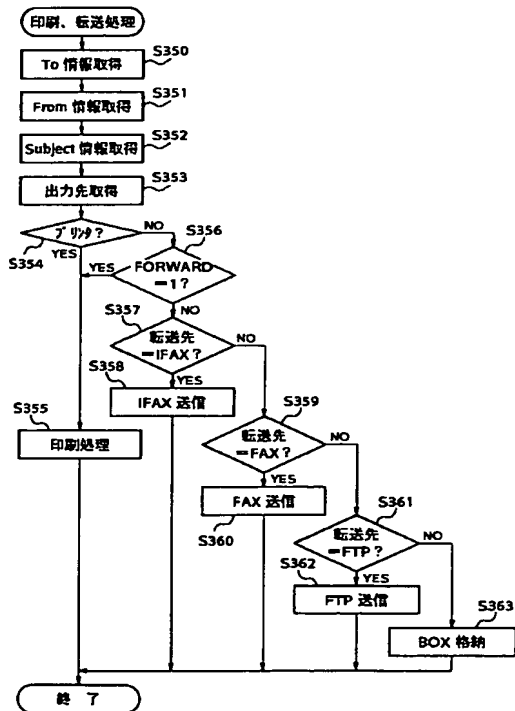 印刷、転送処理
S350
To 情報取得
S351
From 情報取得
S352
Subject 情報取得
S353
出力先取得
プリンタ?
NO
S356
S354
YES
YES
FORWARD
=1?
S357
NO
転送先
=IFAX?
NO
S358
YES
IFAX 送信
S359
S355
印刷処理
転送先
=FAX?
NO
YES
FAX 送信
S360
S361
転送先
=FTP?
NO
S362
YES
FTP 送信
S363
BOX 格納
終 了